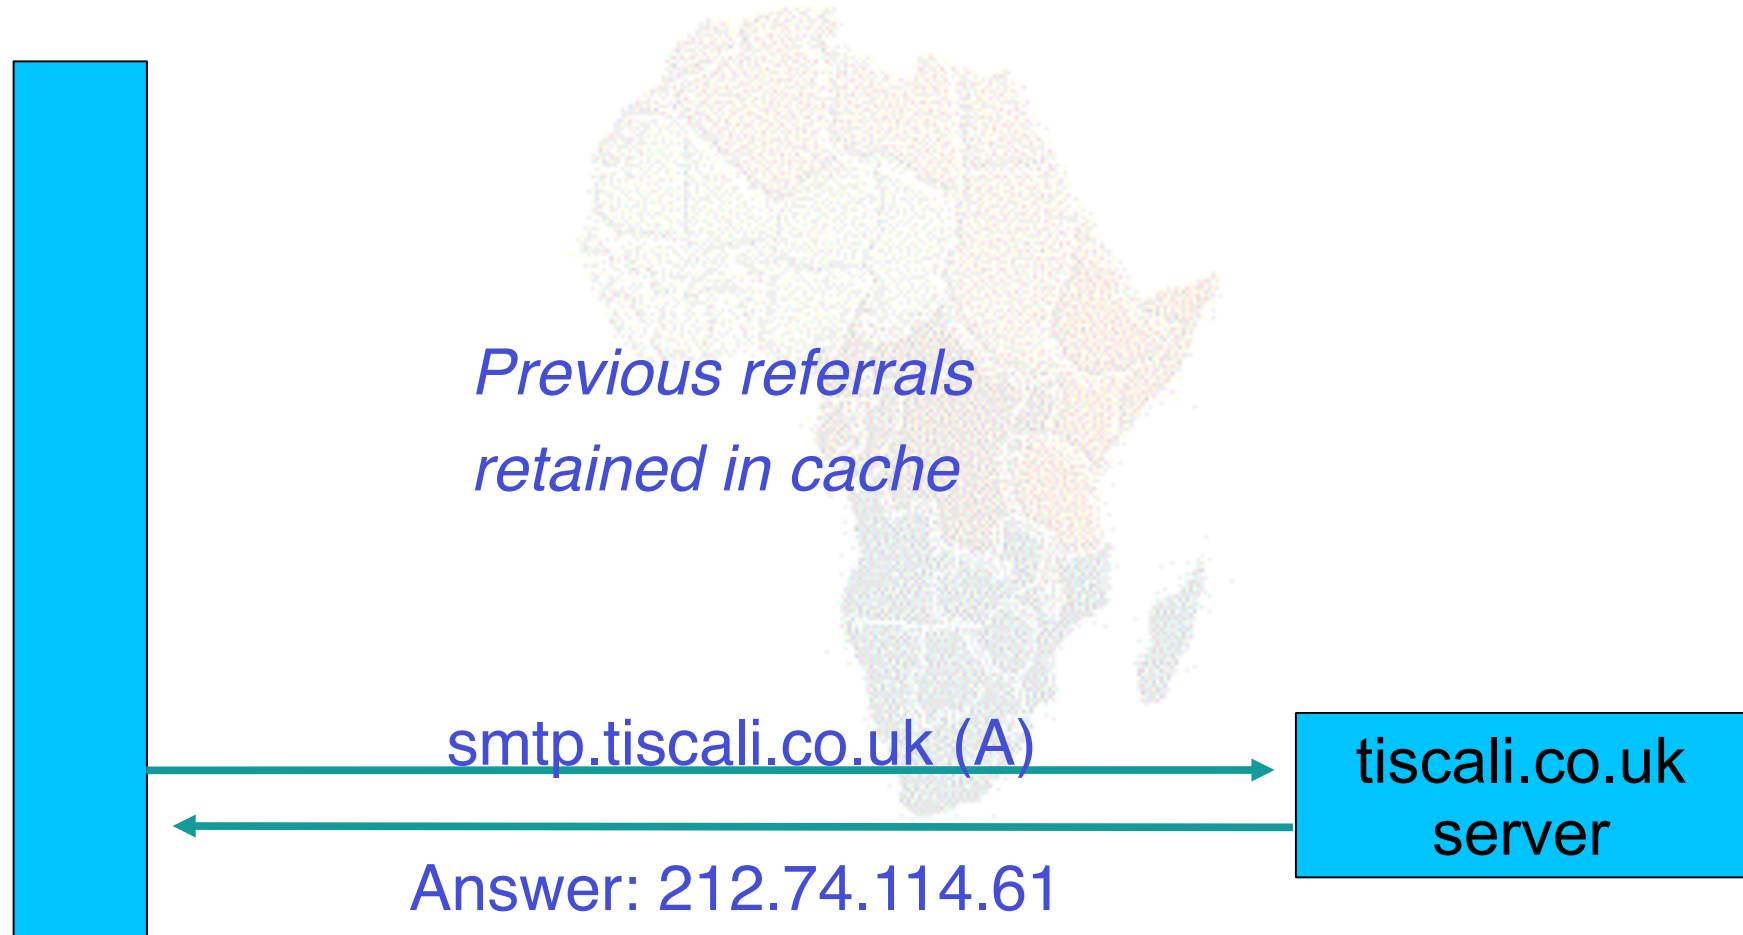 Previous referrals
retained in cache
smtp.tiscali.co.uk (A)
tiscali.co.uk
server
Answer: 212.74.114.61